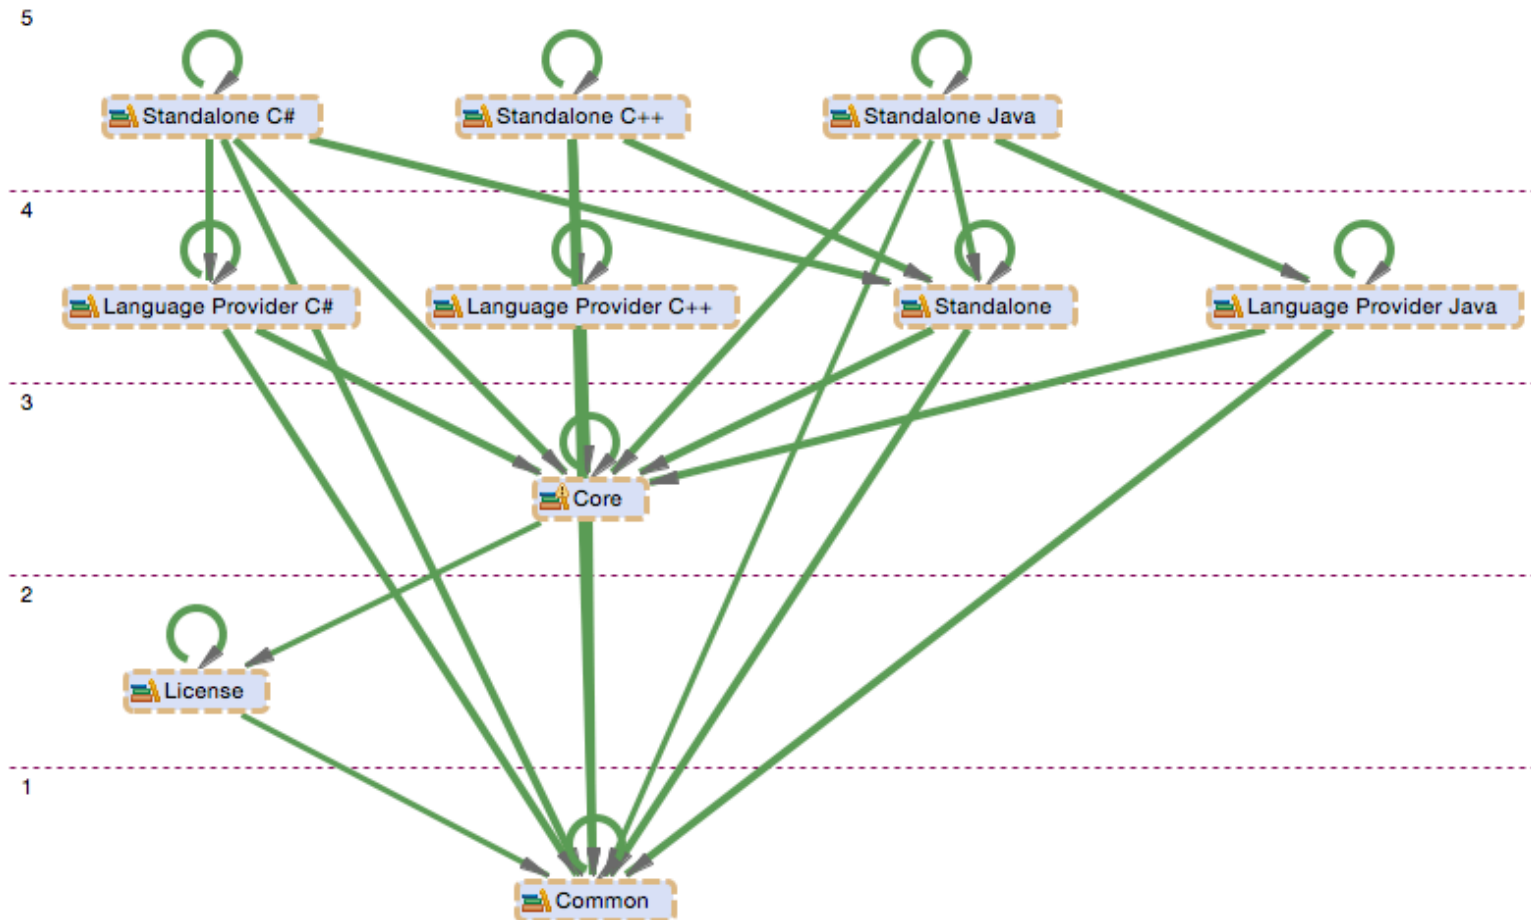 5
Standalone C#
Standalone C++
Standalone Java
4
Language Provider C#
Language Provider C++
Standalone
Language Provider Java
3
Core
2
License
1
Common